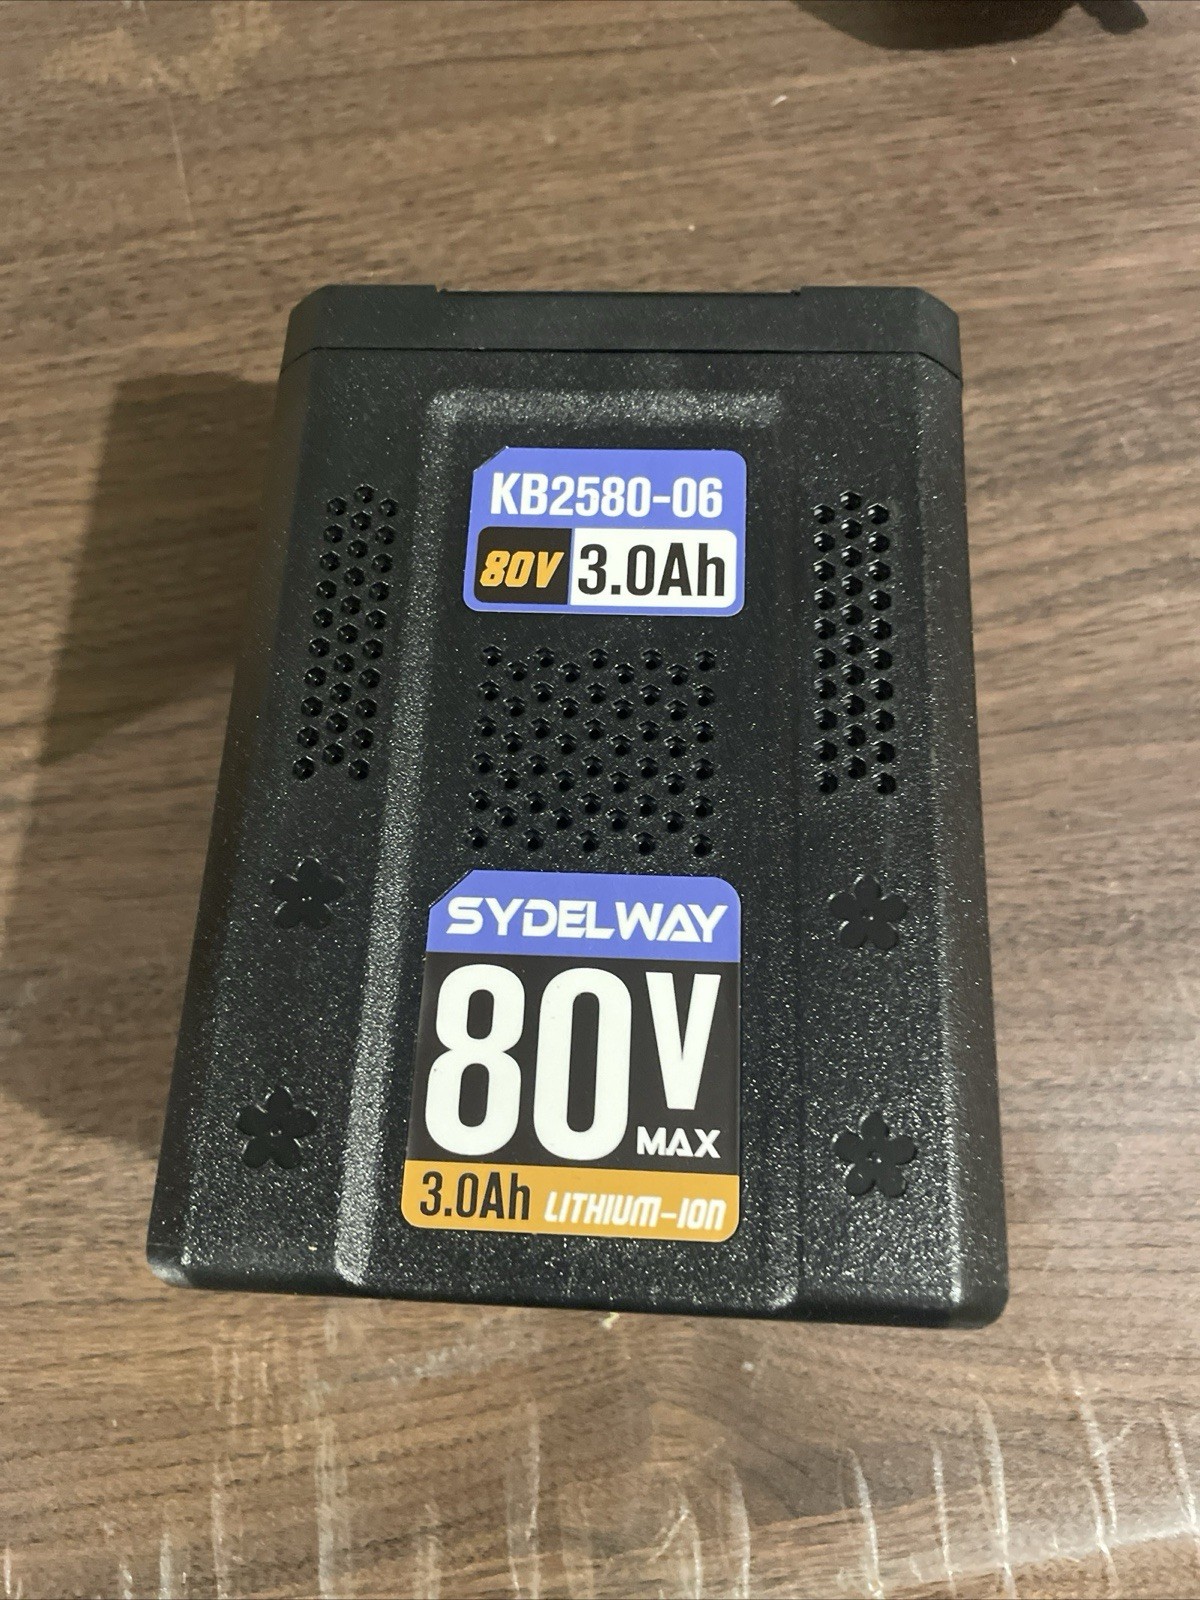 KB2580-06
80V 3.0Ah
SYDELWAY
80V
MAX
3.0Ah LITHIUM-ION